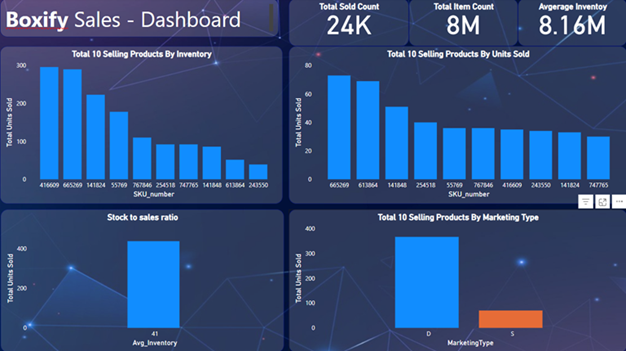 Boxify Sales - Dashboard
Total Sold Count
24K
Total Item Count
8M
Avgerage Inventoy
8.16M
Total 10 Selling Products By Inventory
Total Units Sold
300
200
100
0
416609 665269 141824 55769 767846 254518 747765 141848 613864 243550
SKU_number
Total 10 Selling Products By Units Sold
Total Units Sold
80
60
40
20
0
665269 613864 141848 254518 55769 767846 416609 243550 141824 747765
SKU_number
Stock to sales ratio
Total Units Sold
400
200
0
41
Avg_Inventory
Total 10 Selling Products By Marketing Type
Total Units Sold
400
300
200
100
0
D S
MarketingType